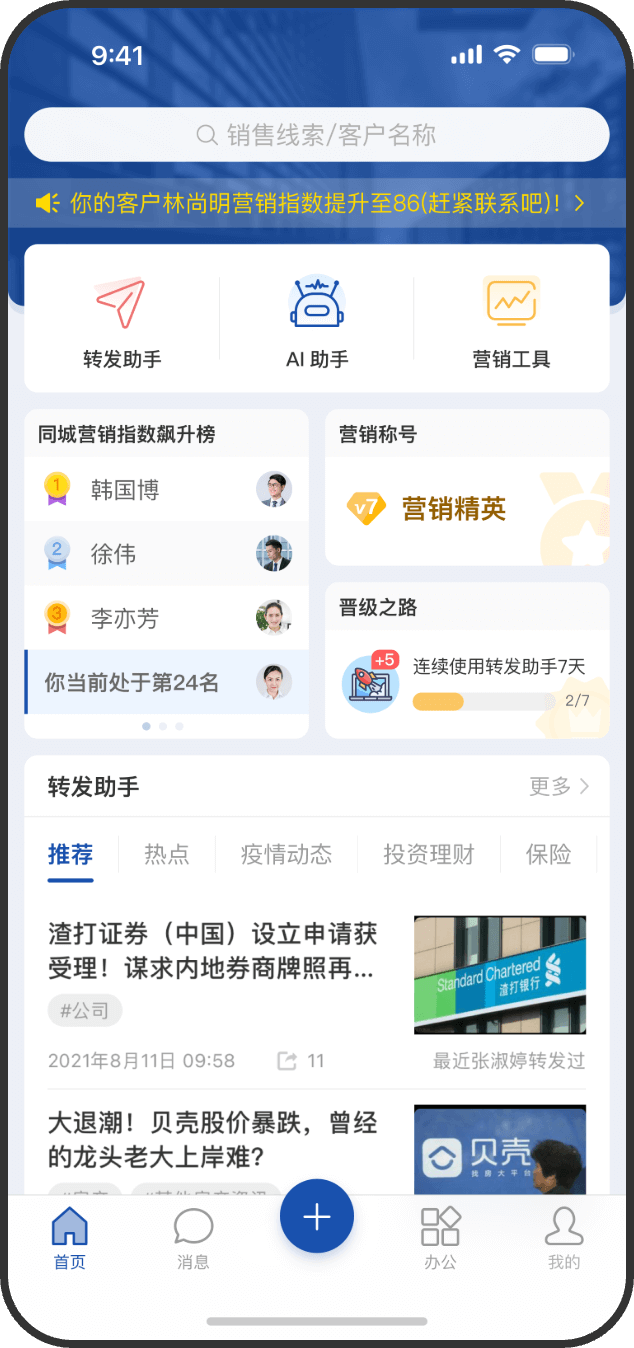 9:41
销售线索/客户名称
你的客户林尚明营销指数提升至86(赶紧联系吧)!
转发助手
AI 助手
营销工具
同城营销指数飙升榜
1
韩国博
2
徐伟
3
李亦芳
你当前处于第24名
营销称号
v7
营销精英
晋级之路
+5
连续使用转发助手7天
2/7
转发助手
更多
推荐
热点
疫情动态
投资理财
保险
渣打证券（中国）设立申请获
受理！谋求内地券商牌照再...
Standard Chartered
渣打银行
#公司
2021年8月11日 09:58
11
最近张淑婷转发过
大退潮！贝壳股价暴跌，曾经
的龙头老大上岸难?
贝壳
找房大平台
首页
消息
办公
我的